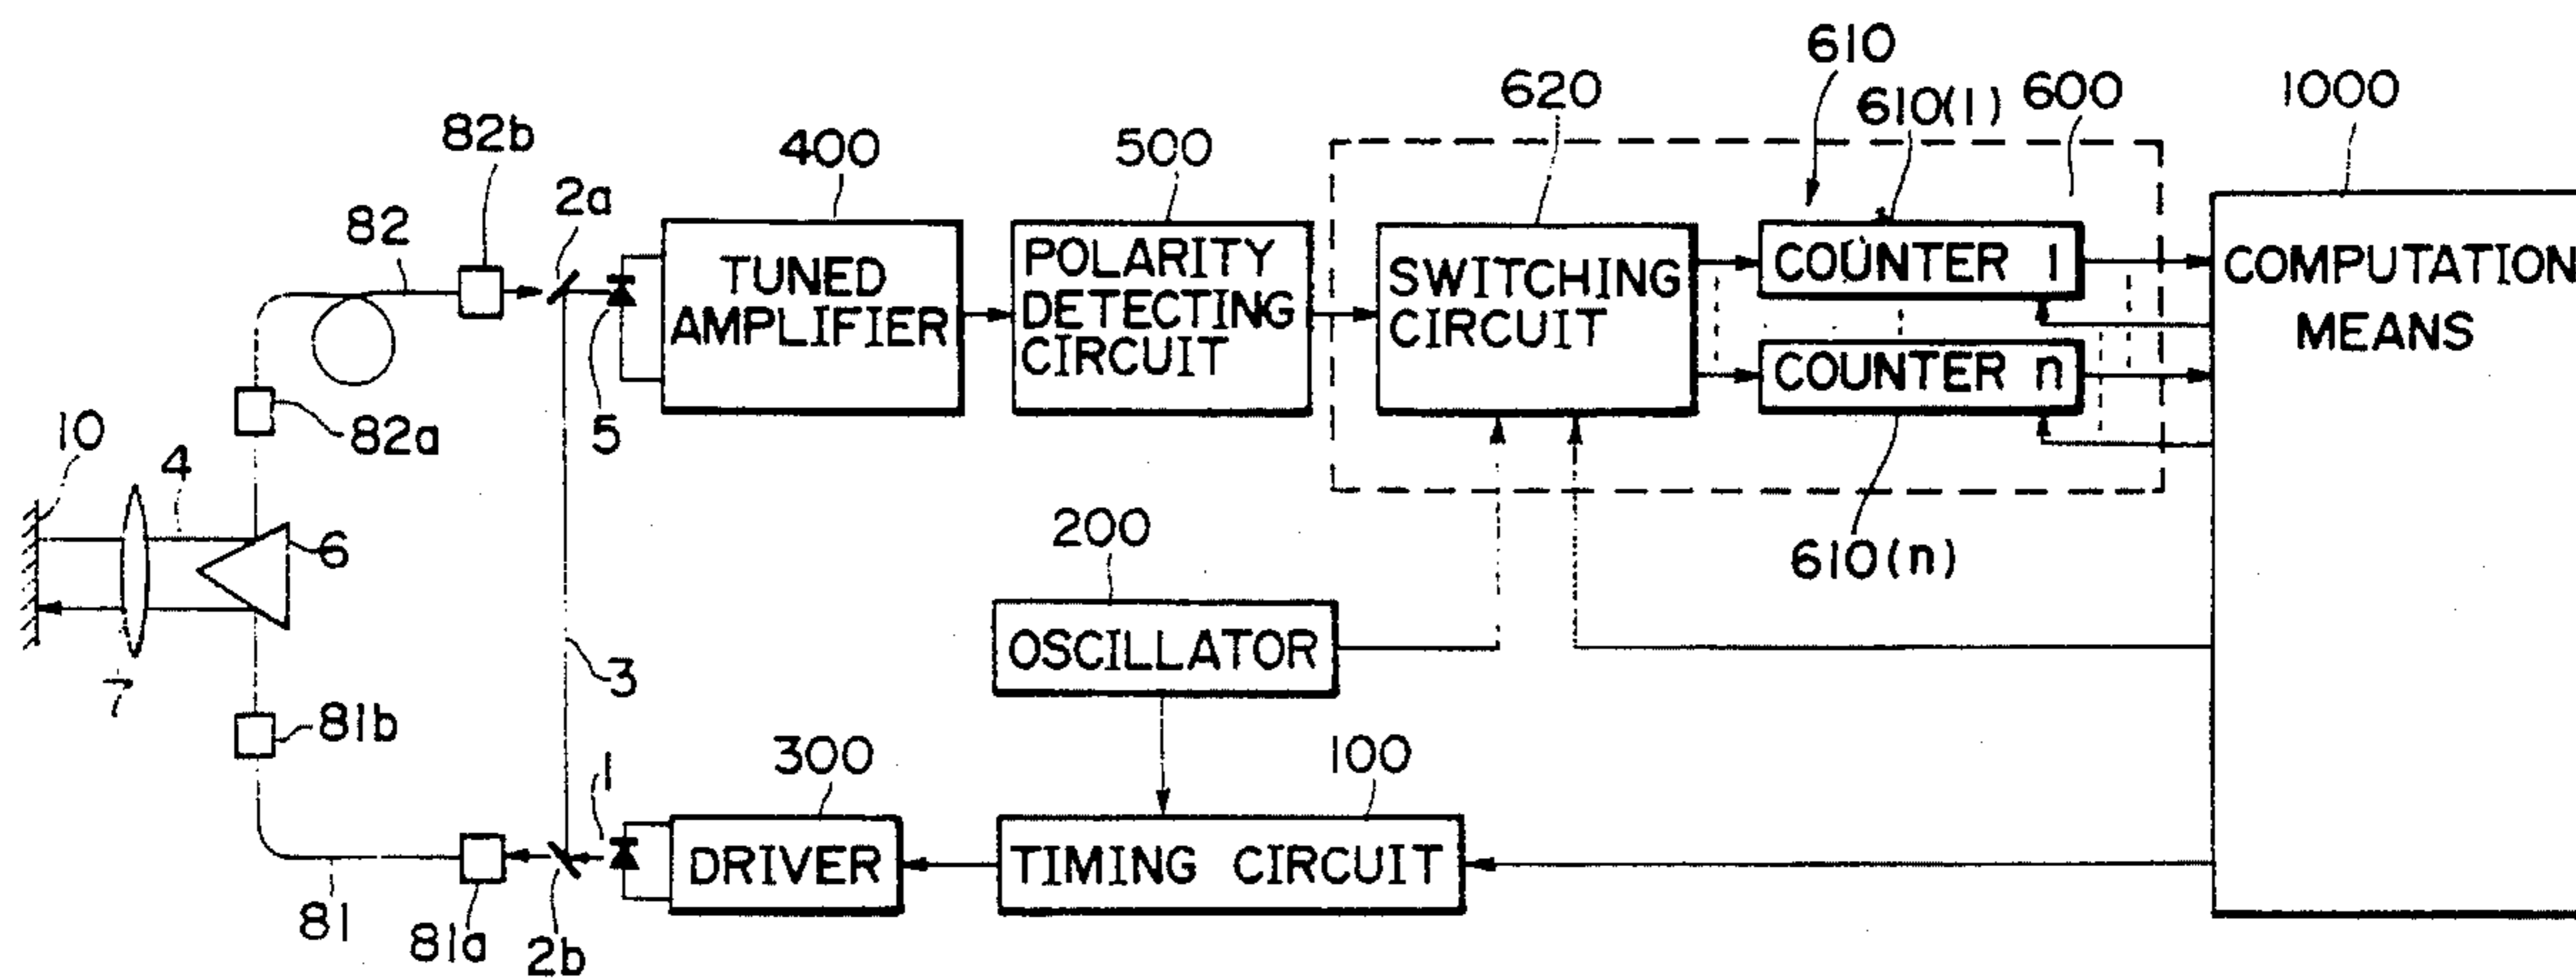 610
620
610(1)
600
1000
82b
400
500
2a
82
TUNED
AMPLIFIER
POLARITY
DETECTING
CIRCUIT
SWITCHING
CIRCUIT
COUNTER 1
COUNTER n
COMPUTATION
MEANS
5
82a
10
4
6
200
610(n)
OSCILLATOR
3
7
81b
1
300
100
DRIVER
TIMING CIRCUIT
81
81a
2b